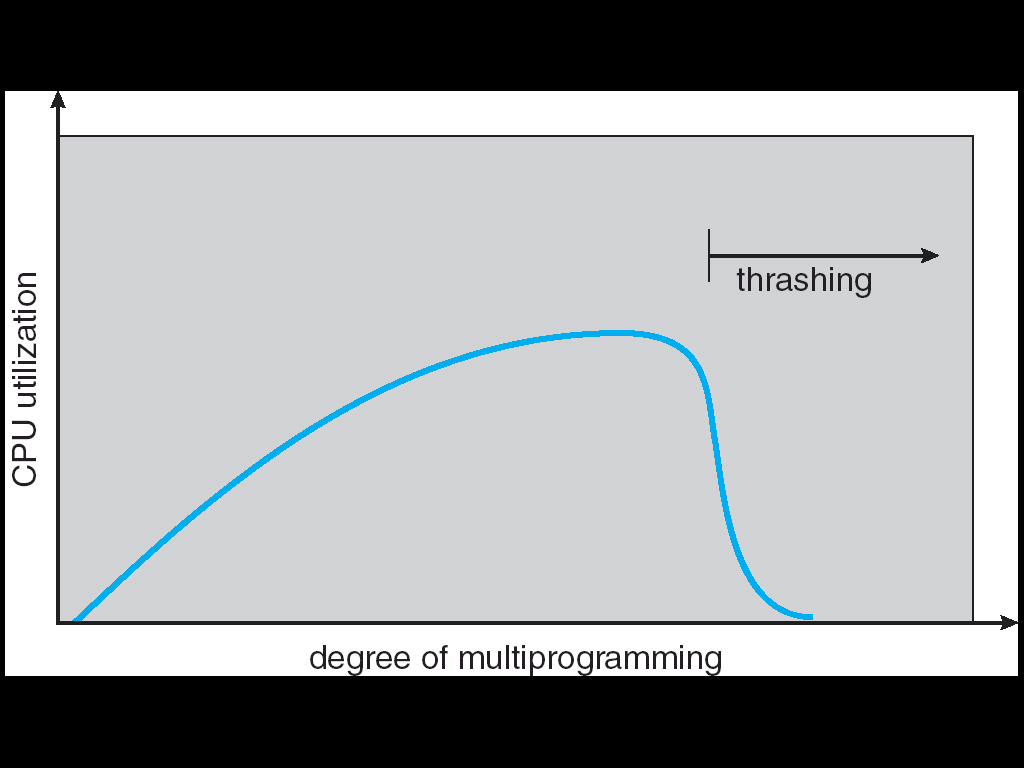 thrashing
CPU utilization
degree of multiprogramming